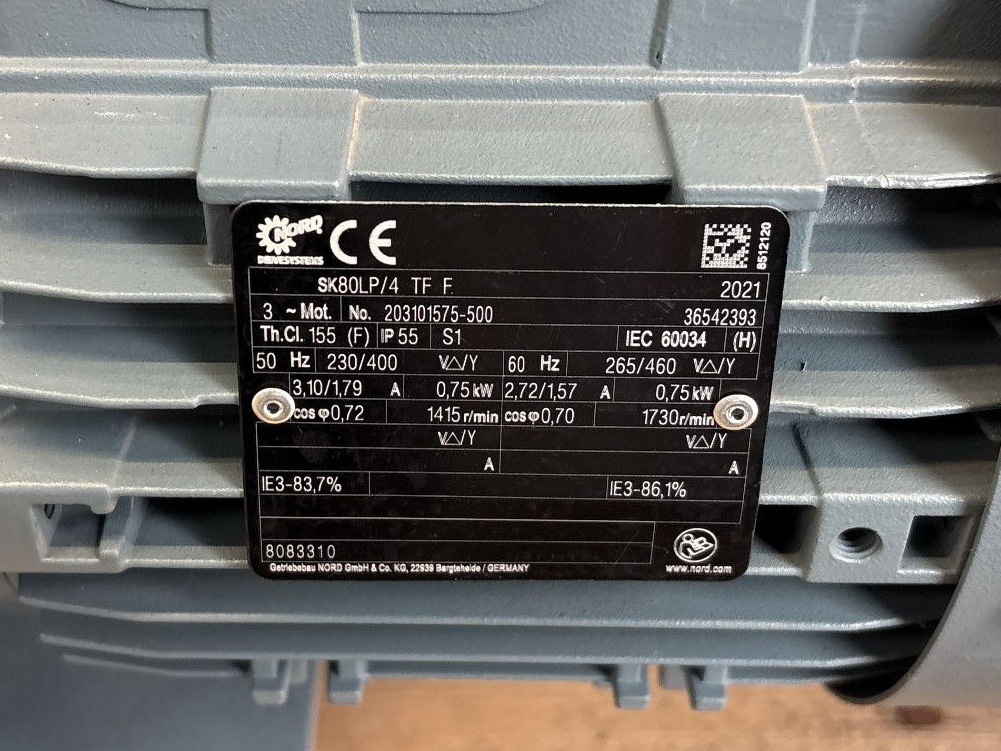 NORD
DRIVESYSTEMS
CE
8512120
SK80LP/4 TF F 2021
3 ~ Mot. No. 203101575-500 36542393
Th.Cl. 155 (F) IP 55 S1 IEC 60034 (H)
50 Hz 230/400 V△/Y 60 Hz 265/460 V△/Y
3,10/1,79 A 0,75 kW 2,72/1,57 A 0,75 kW
cos φ 0,72 1415 r/min cos φ 0,70 1730 r/min
V△/Y V△/Y
A A
IE3-83,7% IE3-86,1%
8083310
Getriebebau NORD GmbH & Co. KG, 22938 Bargteheide / GERMANY www.nord.com